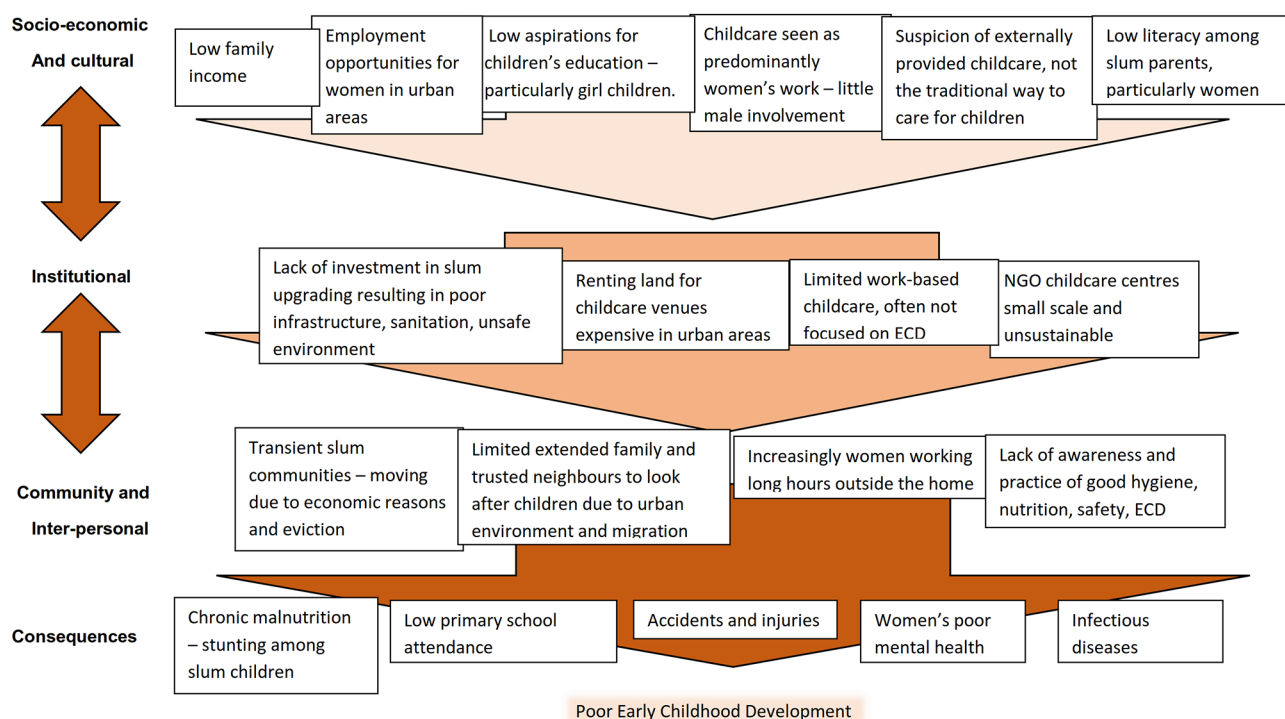 Socio-economic
And cultural
Low family
income
Employment
opportunities for
women in urban
areas
Low aspirations for
children’s education –
particularly girl children.
Childcare seen as
predominantly
women’s work – little
male involvement
Suspicion of externally
provided childcare, not
the traditional way to
care for children
Low literacy among
slum parents,
particularly women
Institutional
Lack of investment in slum
upgrading resulting in poor
infrastructure, sanitation, unsafe
environment
Renting land for
childcare venues
expensive in urban areas
Limited work-based
childcare, often not
focused on ECD
NGO childcare centres
small scale and
unsustainable
Community and
Inter-personal
Transient slum
communities – moving
due to economic reasons
and eviction
Limited extended family and
trusted neighbours to look
after children due to urban
environment and migration
Increasingly women working
long hours outside the home
Lack of awareness and
practice of good hygiene,
nutrition, safety, ECD
Consequences
Chronic malnutrition
– stunting among
slum children
Low primary school
attendance
Accidents and injuries
Women’s poor
mental health
Infectious
diseases
Poor Early Childhood Development